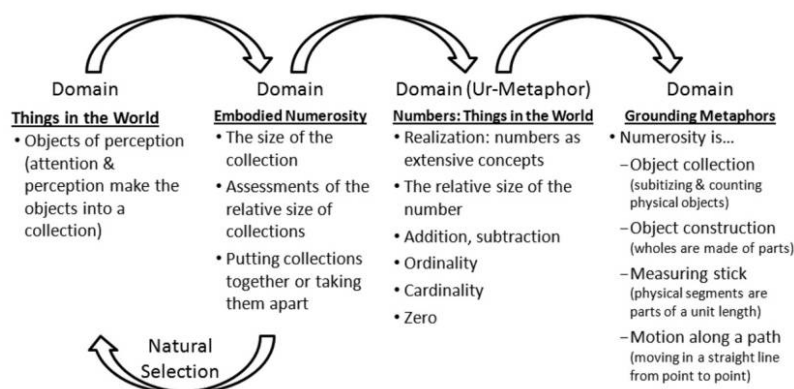 Domain
Things in the World
• Objects of perception
(attention &
perception make the
objects into a
collection)
Domain
Embodied Numerosity
• The size of the
collection
• Assessments of the
relative size of
collections
• Putting collections
together or taking
them apart
Domain (Ur-Metaphor)
Numbers: Things in the World
• Realization: numbers as
extensive concepts
• The relative size of the
number
• Addition, subtraction
• Ordinality
• Cardinality
• Zero
Domain
Grounding Metaphors
• Numerosity is...
–Object collection
(subitizing & counting
physical objects)
–Object construction
(wholes are made of parts)
–Measuring stick
(physical segments are
parts of a unit length)
–Motion along a path
(moving in a straight line
from point to point)
Natural
Selection